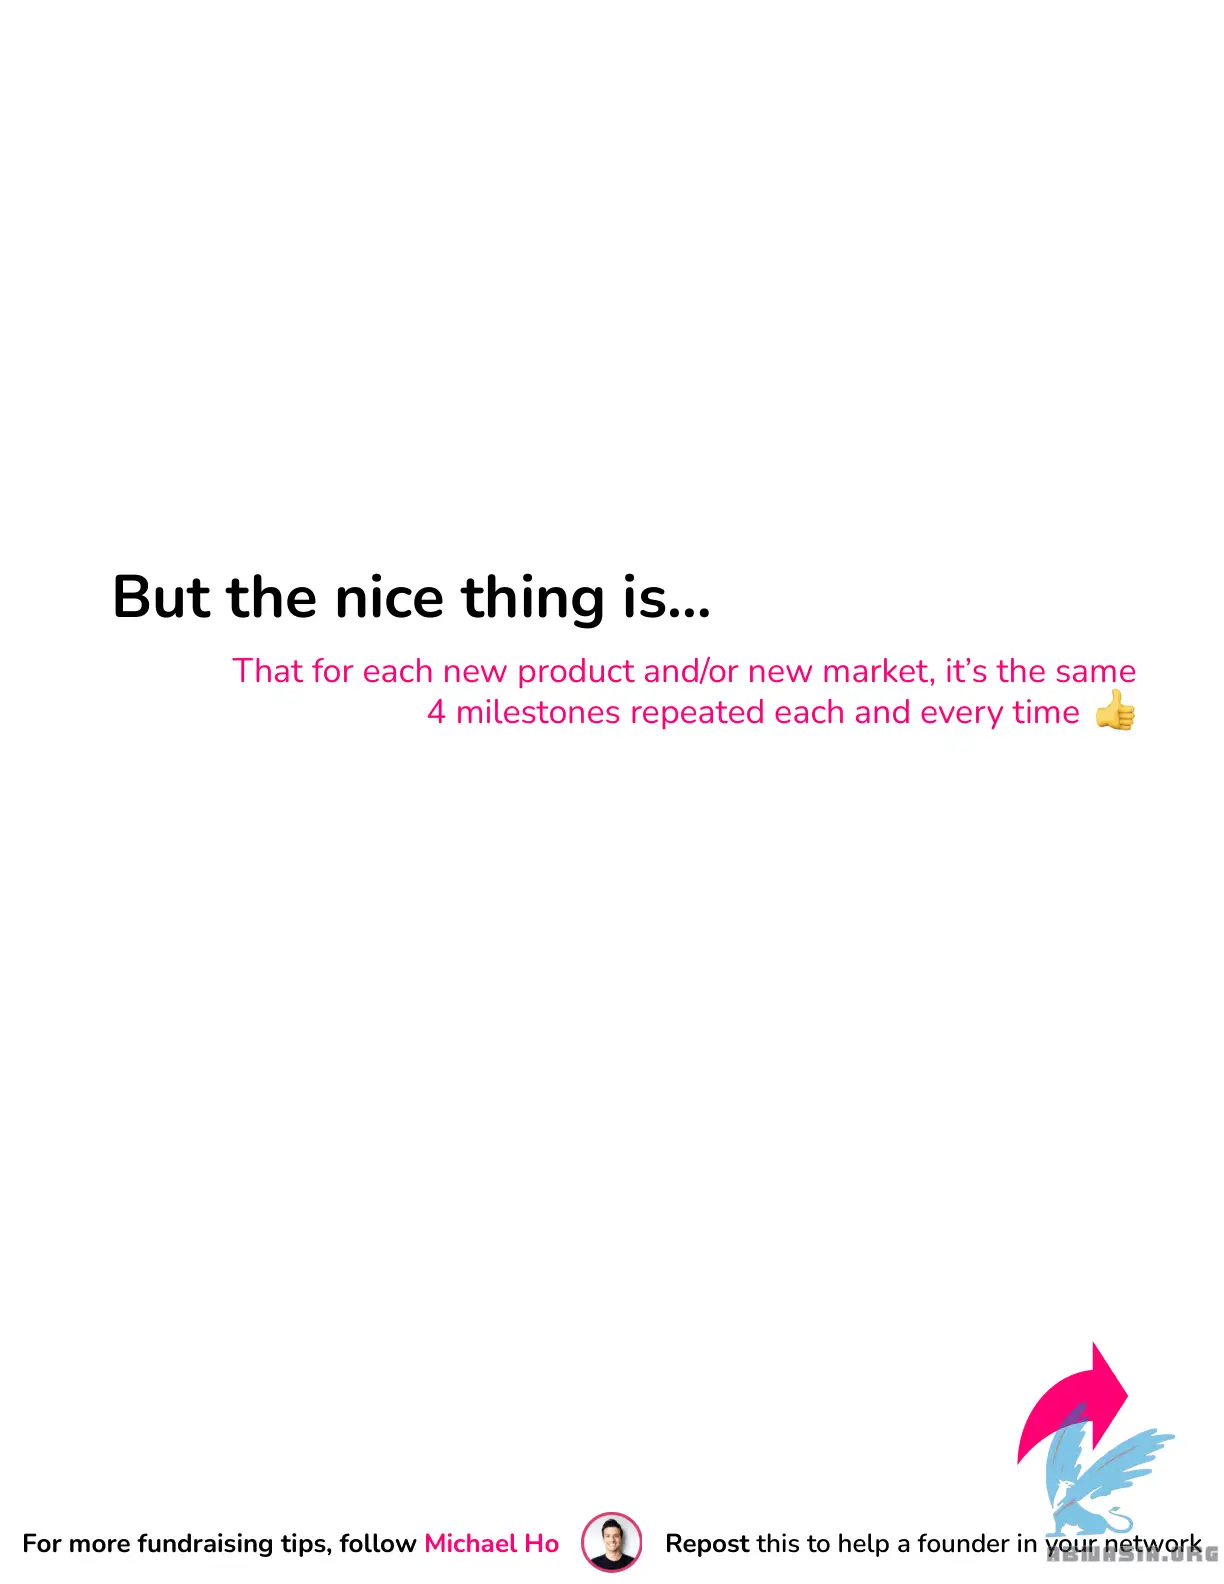 But the nice thing is...
That for each new product and/or new market, it’s the same
4 milestones repeated each and every time 👍
For more fundraising tips, follow Michael Ho
Repost this to help a founder in your network
ABWASIA.ORG